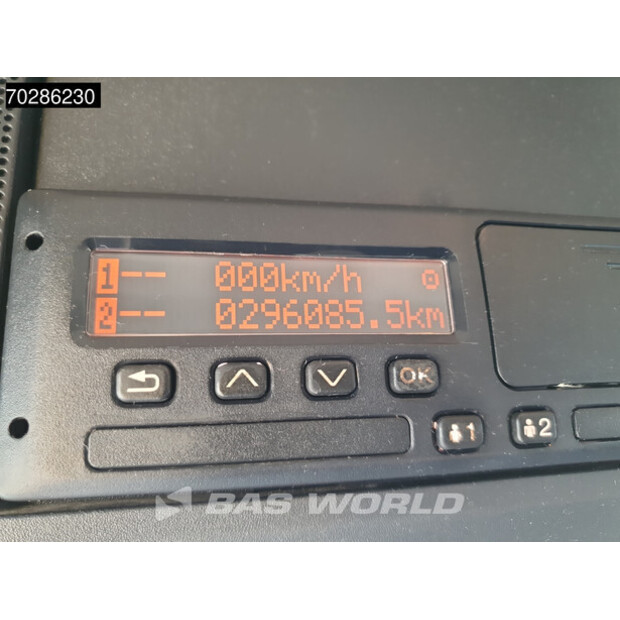 70286230
1-- 000km/h
2-- 0296085.5km
OK
1
2
BAS WORLD